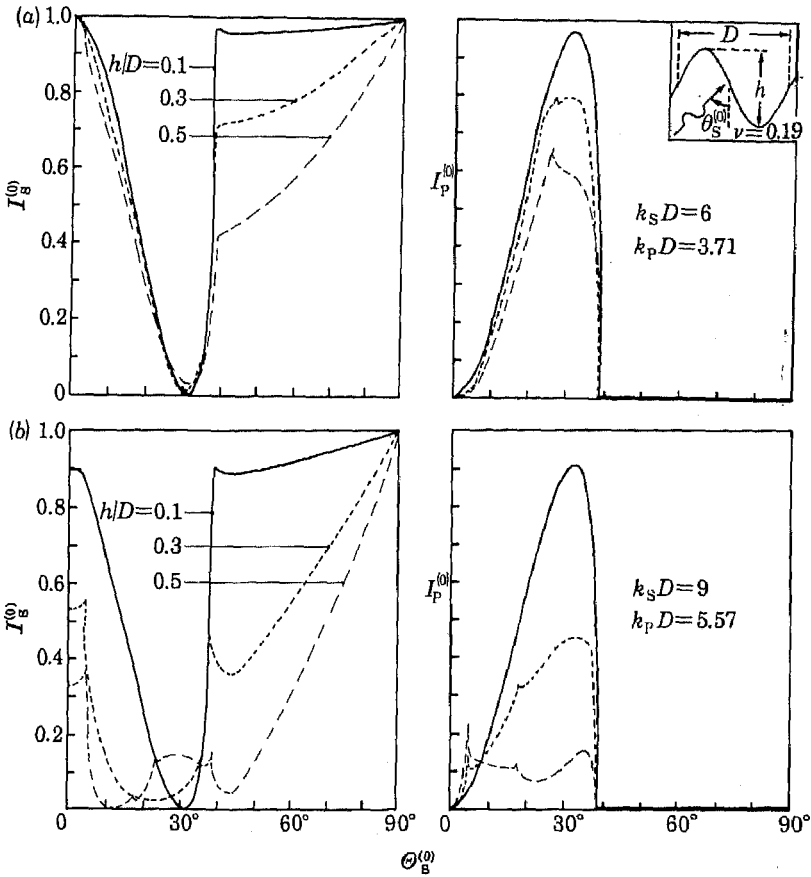 (a)
1.0
0.8
0.6
0.4
0.2
0
I_S^{(0)}
h/D=0.1
0.3
0.5
I_P^{(0)}
D
h
θ_S^{(0)}
ν=0.19
k_S D=6
k_P D=3.71
(b)
1.0
0.8
0.6
0.4
0.2
I_S^{(0)}
h/D=0.1
0.3
0.5
0 30° 60° 90°
I_P^{(0)}
k_S D=9
k_P D=5.57
0 30° 60° 90°
Θ_S^{(0)}